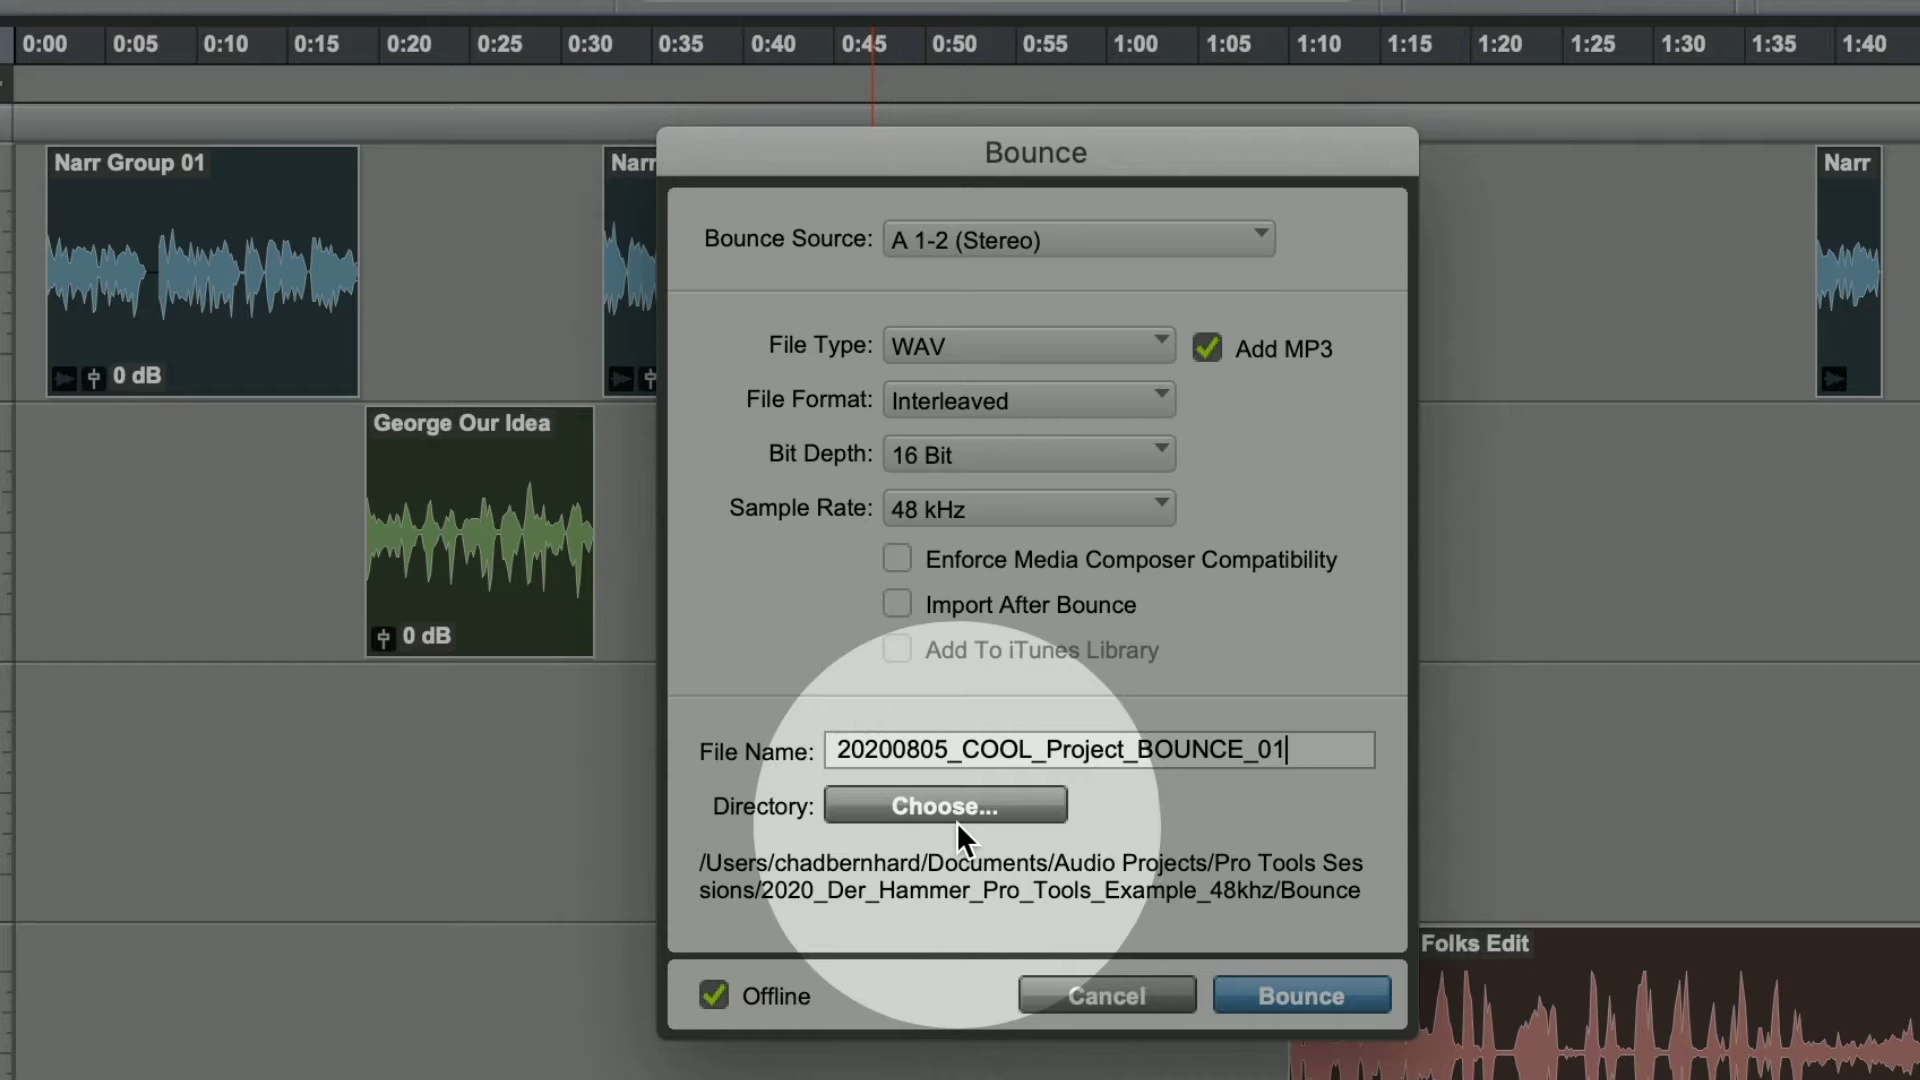 0:00 0:05 0:10 0:15 0:20 0:25 0:30 0:35 0:40 0:45 0:50 0:55 1:00 1:05 1:10 1:15 1:20 1:25 1:30 1:35 1:40
Bounce
Narr Group 01
Narr
Narr
Bounce Source: A 1-2 (Stereo)
File Type: WAV Add MP3
0 dB
File Format: Interleaved
George Our Idea
Bit Depth: 16 Bit
Sample Rate: 48 kHz
Enforce Media Composer Compatibility
Import After Bounce
0 dB
Add To iTunes Library
File Name: 20200805_COOL_Project_BOUNCE_01
Directory: Choose...
/Users/chadbernhard/Documents/Audio Projects/Pro Tools Ses
sions/2020_Der_Hammer_Pro_Tools_Example_48khz/Bounce
Folks Edit
Offline Cancel Bounce